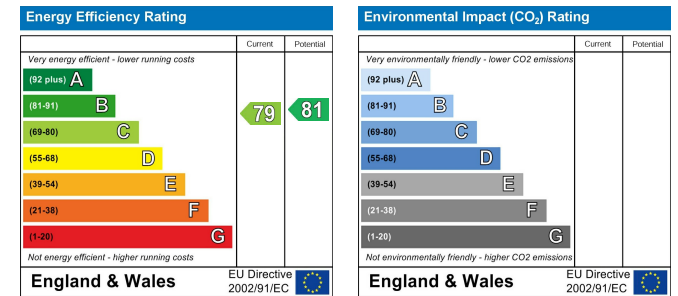 Energy Efficiency Rating
Current Potential
Very energy efficient - lower running costs
(92 plus) A
(81-91) B
(69-80) C
(55-68) D
(39-54) E
(21-38) F
(1-20) G
79
81
Not energy efficient - higher running costs
England & Wales
EU Directive
2002/91/EC
Environmental Impact (CO₂) Rating
Current Potential
Very environmentally friendly - lower CO2 emissions
(92 plus) A
(81-91) B
(69-80) C
(55-68) D
(39-54) E
(21-38) F
(1-20) G
Not environmentally friendly - higher CO2 emissions
England & Wales
EU Directive
2002/91/EC